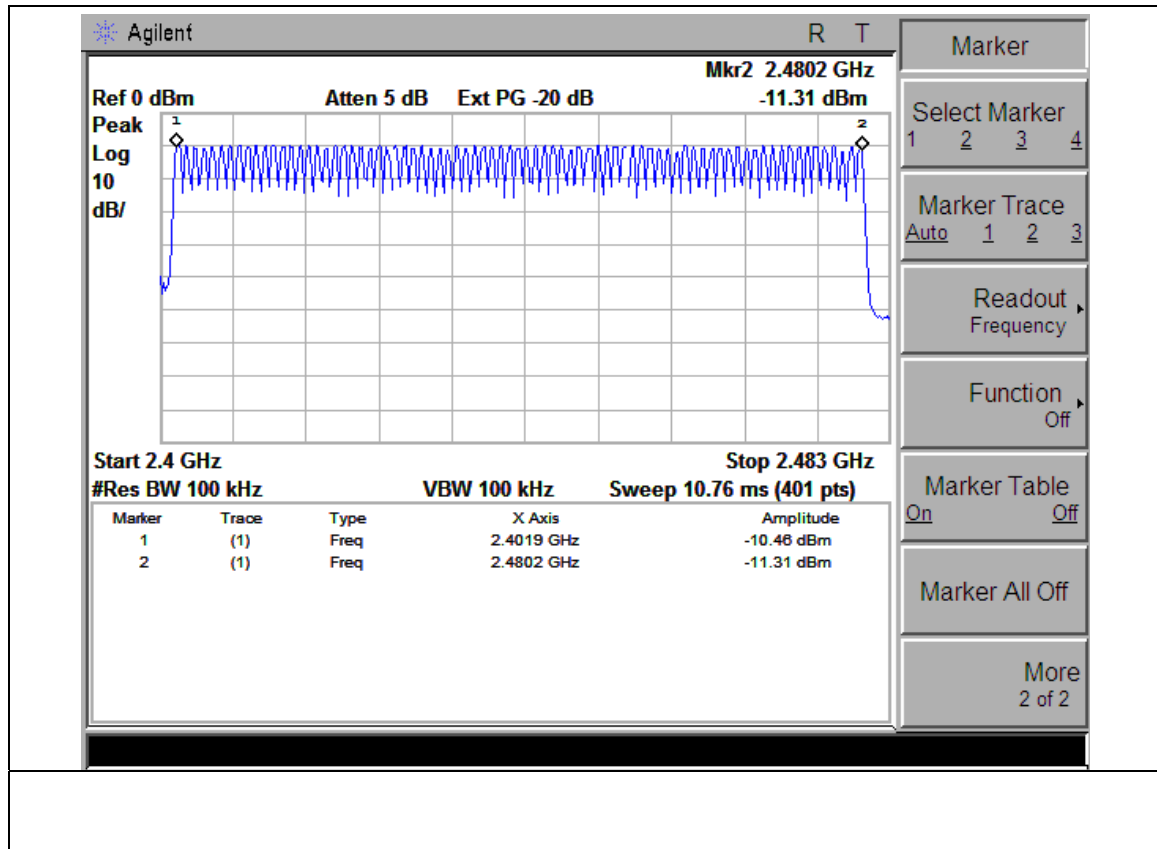 Agilent R T
Mkr2 2.4802 GHz
Ref 0 dBm Atten 5 dB Ext PG -20 dB -11.31 dBm
Peak
Log
10
dB/
1
2
Start 2.4 GHz Stop 2.483 GHz
#Res BW 100 kHz VBW 100 kHz Sweep 10.76 ms (401 pts)
Marker Trace Type X Axis Amplitude
1 (1) Freq 2.4019 GHz -10.46 dBm
2 (1) Freq 2.4802 GHz -11.31 dBm
Marker
Select Marker
1 2 3 4
Marker Trace
Auto 1 2 3
Readout
Frequency
Function
Off
Marker Table
On Off
Marker All Off
More
2 of 2